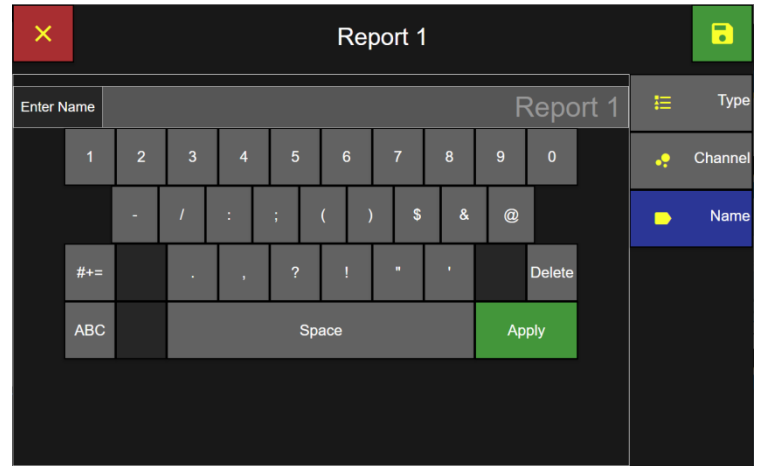 Report 1
Enter Name Report 1
Type
1 2 3 4 5 6 7 8 9 0
Channel
- / : ; ( ) $ & @
Name
#+= . , ? ! " ' Delete
ABC Space Apply